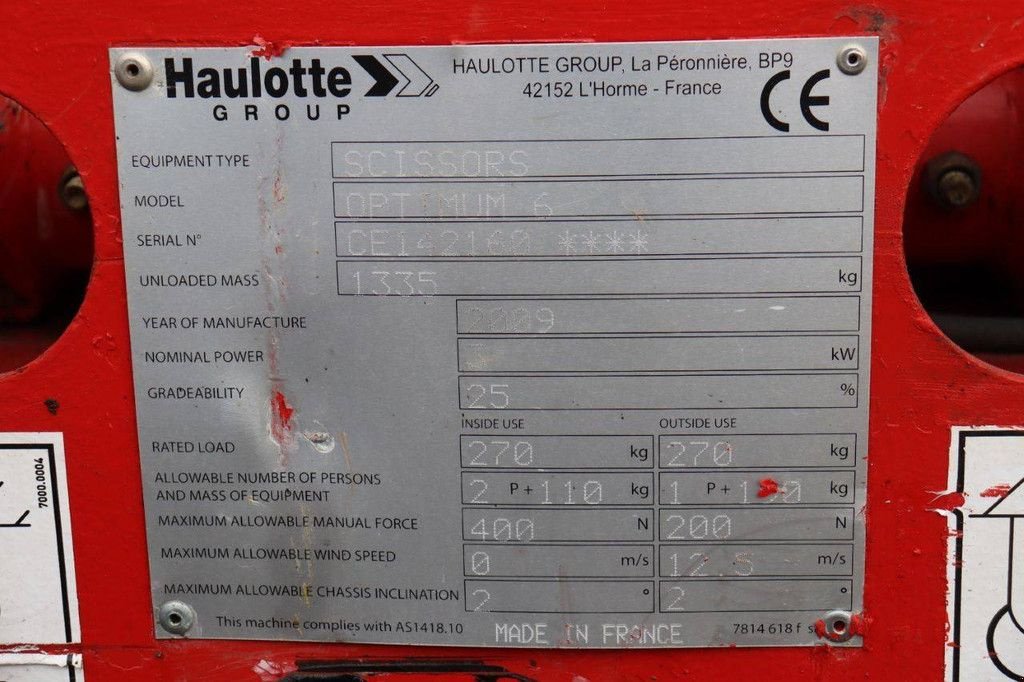 Haulotte
GROUP
HAULOTTE GROUP, La Péronnière, BP9
42152 L'Horme - France
CE
EQUIPMENT TYPE SCISSORS
MODEL OPTIMUM 6
SERIAL N° CE142160 ****
UNLOADED MASS 1335 kg
YEAR OF MANUFACTURE 2009
NOMINAL POWER kW
GRADEABILITY 25 %
INSIDE USE OUTSIDE USE
RATED LOAD 270 kg 270 kg
ALLOWABLE NUMBER OF PERSONS
AND MASS OF EQUIPMENT 2 P + 110 kg 1 P + kg
MAXIMUM ALLOWABLE MANUAL FORCE 400 N 200 N
MAXIMUM ALLOWABLE WIND SPEED 0 m/s 12.5 m/s
MAXIMUM ALLOWABLE CHASSIS INCLINATION 2 ° 2 °
This machine complies with AS1418.10 MADE IN FRANCE 7814 618 f
7000.0004